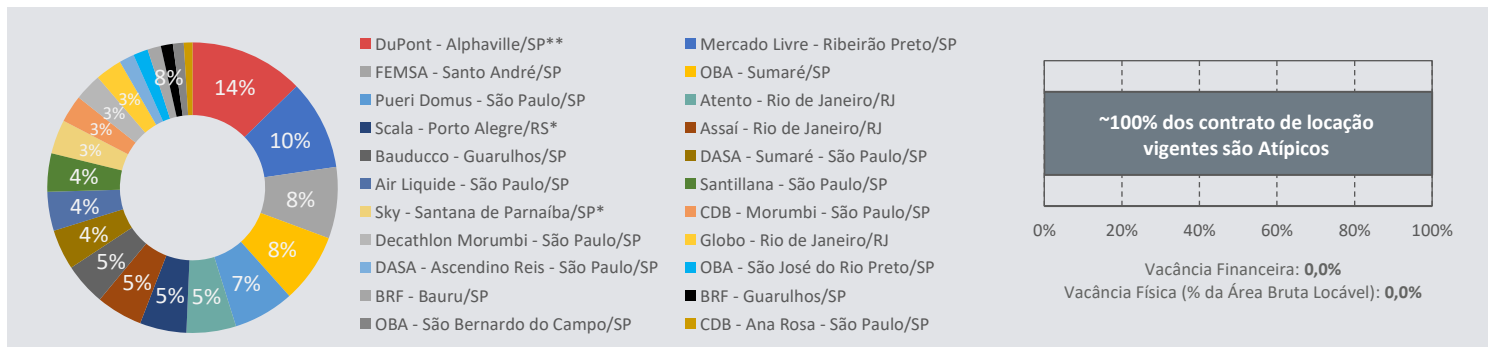 14%
10%
8%
8%
7%
5%
5%
5%
5%
4%
4%
4%
3%
3%
3%
3%
8%
DuPont - Alphaville/SP**
Mercado Livre - Ribeirão Preto/SP
FEMSA - Santo André/SP
OBA - Sumaré/SP
Pueri Domus - São Paulo/SP
Atento - Rio de Janeiro/RJ
Scala - Porto Alegre/RS*
Assaí - Rio de Janeiro/RJ
Bauducco - Guarulhos/SP
DASA - Sumaré - São Paulo/SP
Air Liquide - São Paulo/SP
Santillana - São Paulo/SP
Sky - Santana de Parnaíba/SP*
CDB - Morumbi - São Paulo/SP
Decathlon Morumbi - São Paulo/SP
Globo - Rio de Janeiro/RJ
DASA - Ascendino Reis - São Paulo/SP
OBA - São José do Rio Preto/SP
BRF - Bauru/SP
BRF - Guarulhos/SP
OBA - São Bernardo do Campo/SP
CDB - Ana Rosa - São Paulo/SP
~100% dos contrato de locação
vigentes são Atípicos
0% 20% 40% 60% 80% 100%
Vacância Financeira: 0,0%
Vacância Física (% da Área Bruta Locável): 0,0%